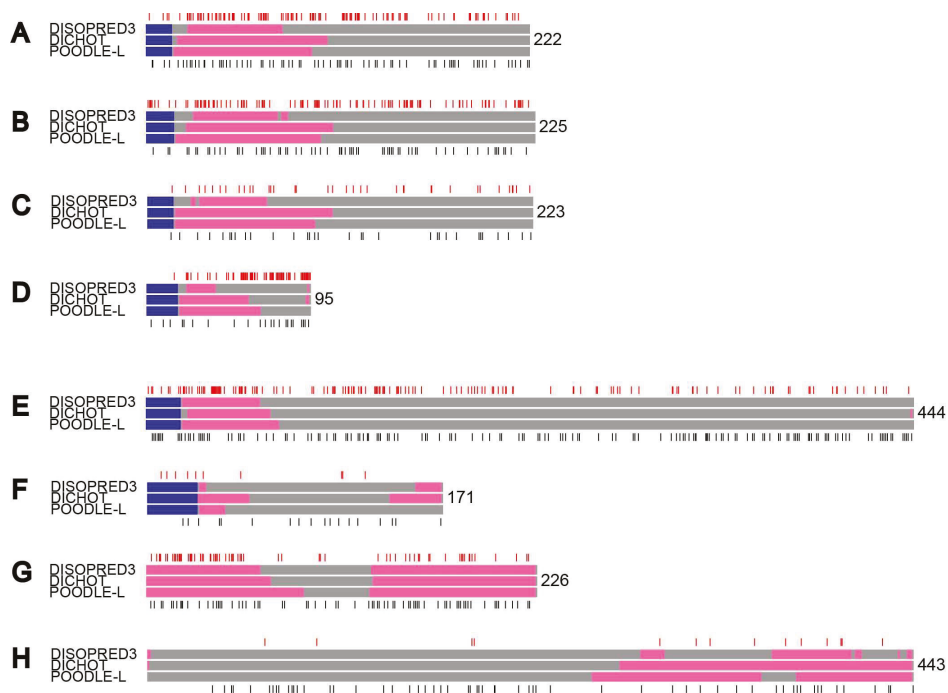 A
DISOPRED3
DICHOT
POODLE-L
222
B
DISOPRED3
DICHOT
POODLE-L
225
C
DISOPRED3
DICHOT
POODLE-L
223
D
DISOPRED3
DICHOT
POODLE-L
95
E
DISOPRED3
DICHOT
POODLE-L
444
F
DISOPRED3
DICHOT
POODLE-L
171
G
DISOPRED3
DICHOT
POODLE-L
226
H
DISOPRED3
DICHOT
POODLE-L
443